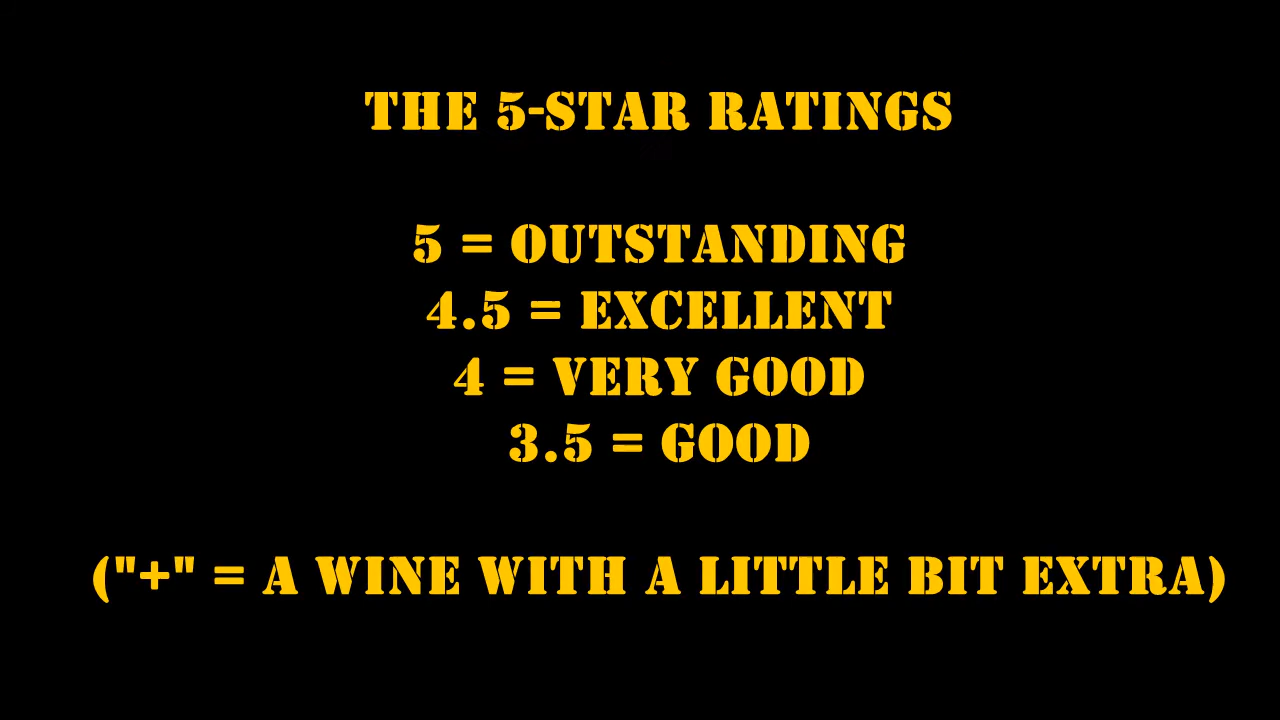 THE 5-STAR RATINGS
5 = OUTSTANDING
4.5 = EXCELLENT
4 = VERY GOOD
3.5 = GOOD
("+" = A WINE WITH A LITTLE BIT EXTRA)